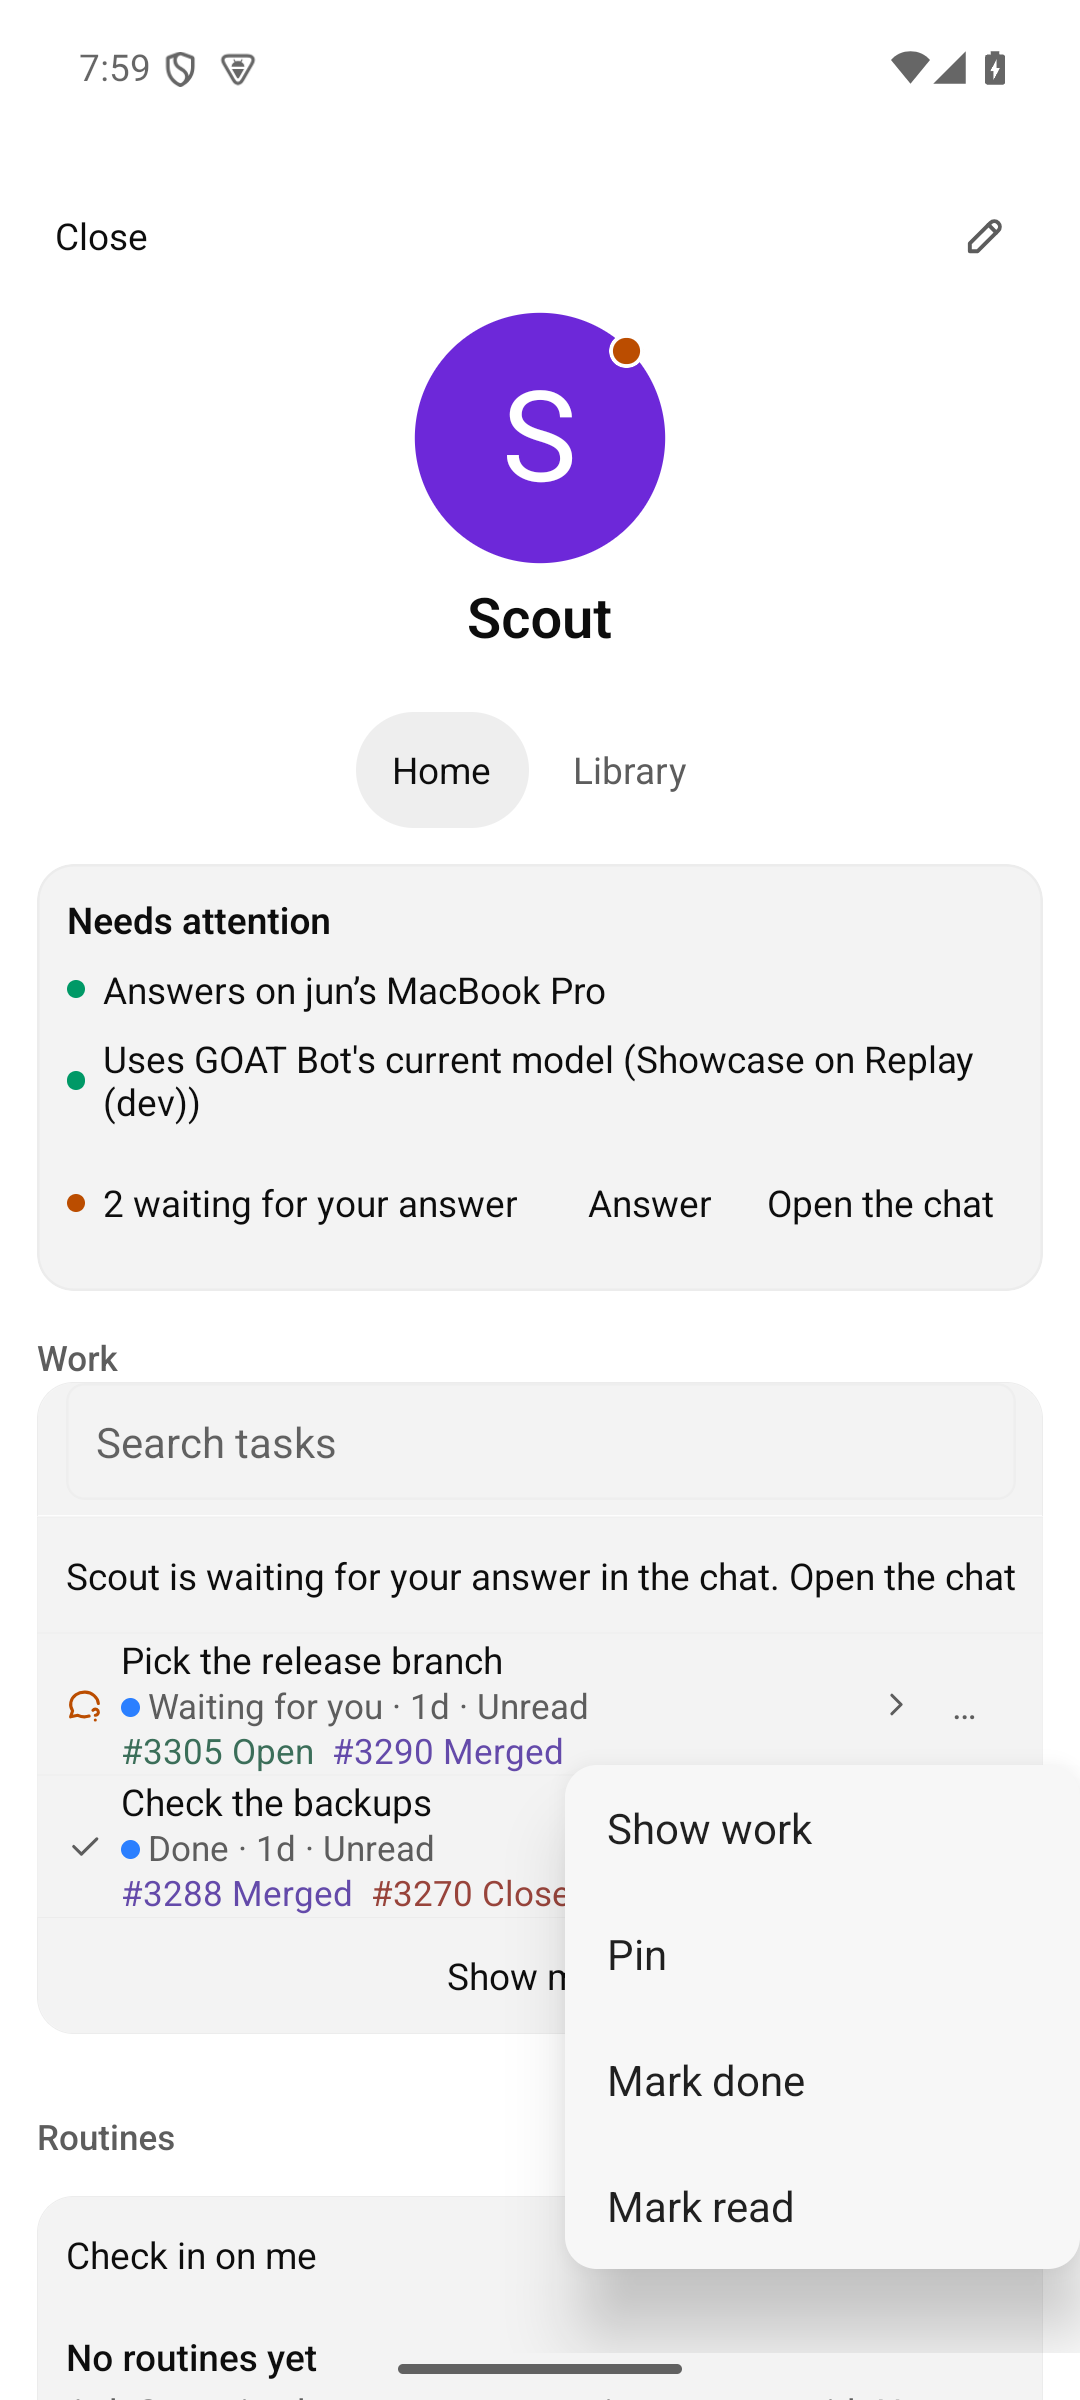 7:59
Close
S
Scout
Home
Library
Needs attention
Answers on jun’s MacBook Pro
Uses GOAT Bot's current model (Showcase on Replay
(dev))
2 waiting for your answer
Answer
Open the chat
Work
Search tasks
Scout is waiting for your answer in the chat. Open the chat
Pick the release branch
Waiting for you · 1d · Unread
...
#3305 Open #3290 Merged
Check the backups
Done · 1d · Unread
#3288 Merged #3270 Close
Show
Show work
Pin
Mark done
Mark read
Routines
Check in on me
No routines yet